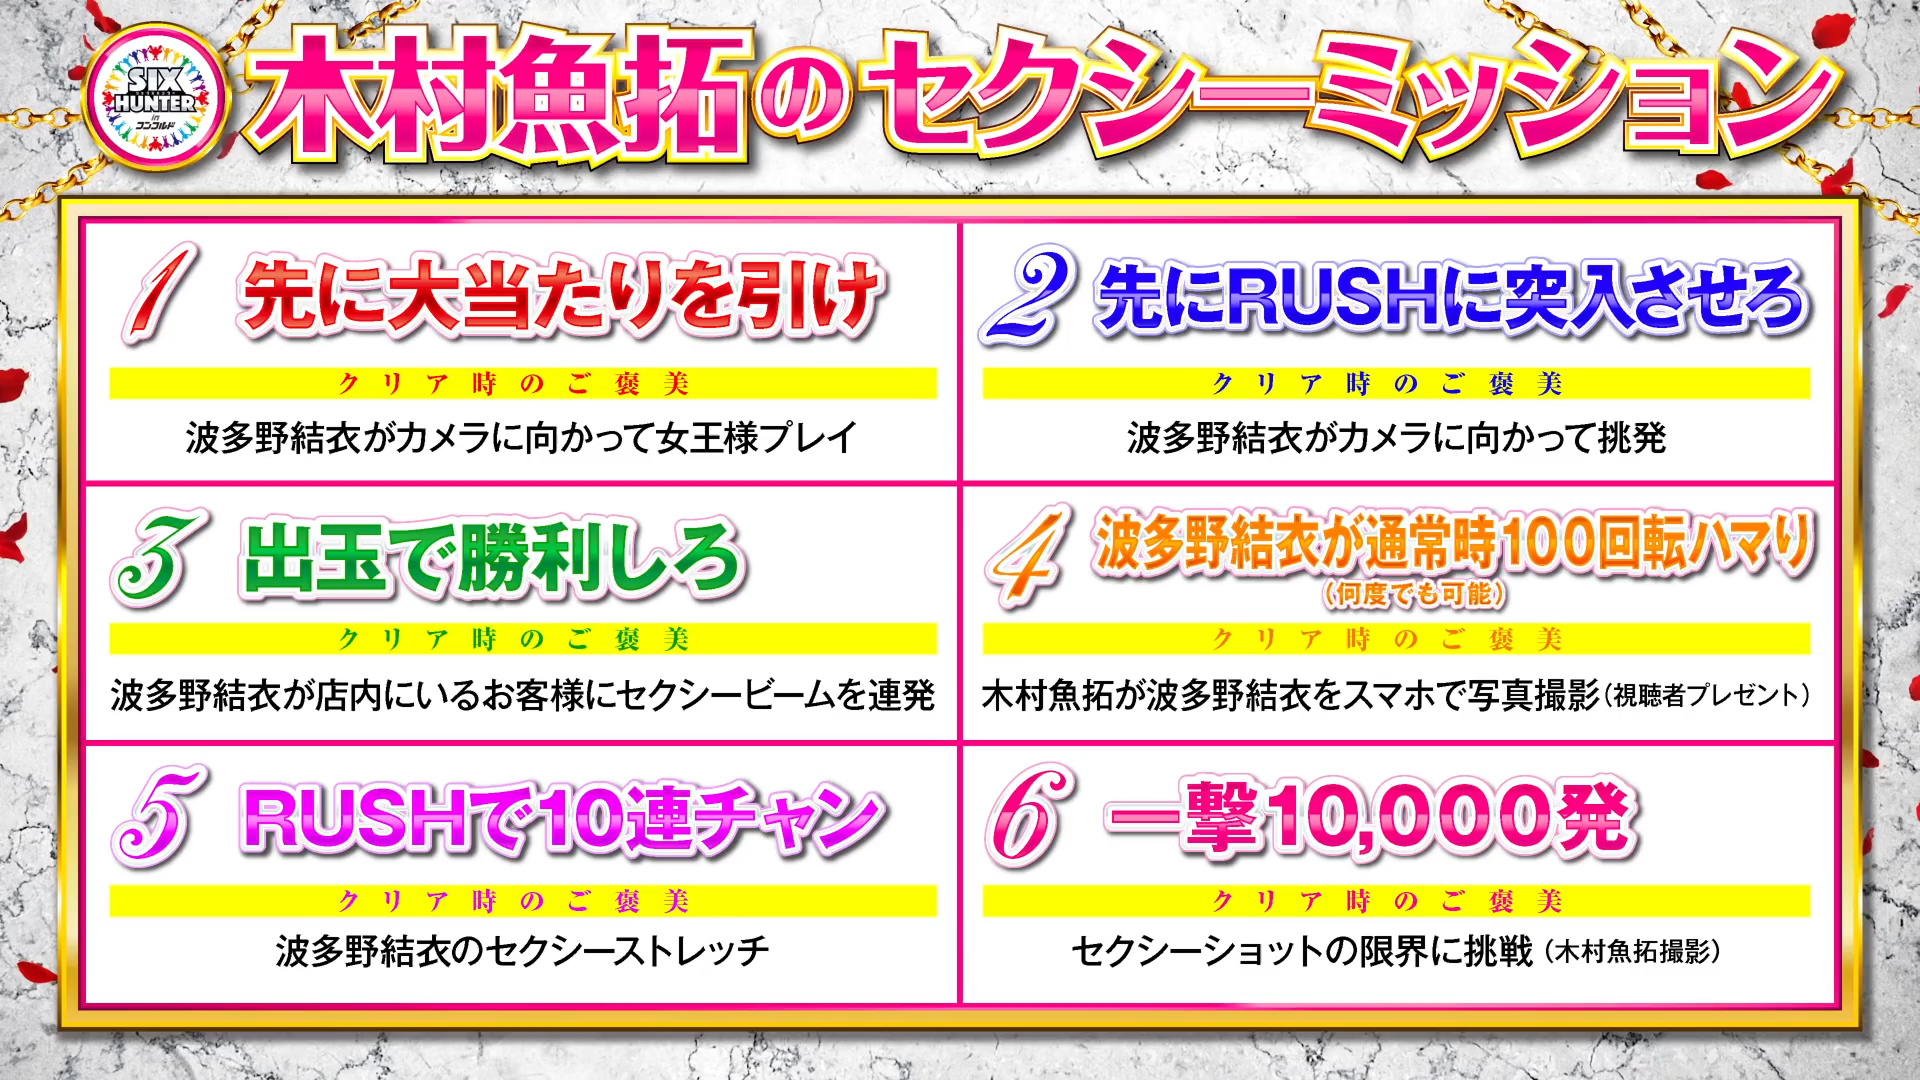 SIX
HUNTER
in
コンコルド
木村魚拓のセクシーミッション
1 先に大当たりを引け
クリア時のご褒美
波多野結衣がカメラに向かって女王様プレイ
2 先にRUSHに突入させろ
クリア時のご褒美
波多野結衣がカメラに向かって挑発
3 出玉で勝利しろ
クリア時のご褒美
波多野結衣が店内にいるお客様にセクシービームを連発
4 波多野結衣が通常時100回転ハマり
（何度でも可能）
クリア時のご褒美
木村魚拓が波多野結衣をスマホで写真撮影（視聴者プレゼント）
5 RUSHで10連チャン
クリア時のご褒美
波多野結衣のセクシーストレッチ
6 一撃10,000発
クリア時のご褒美
セクシーショットの限界に挑戦（木村魚拓撮影）